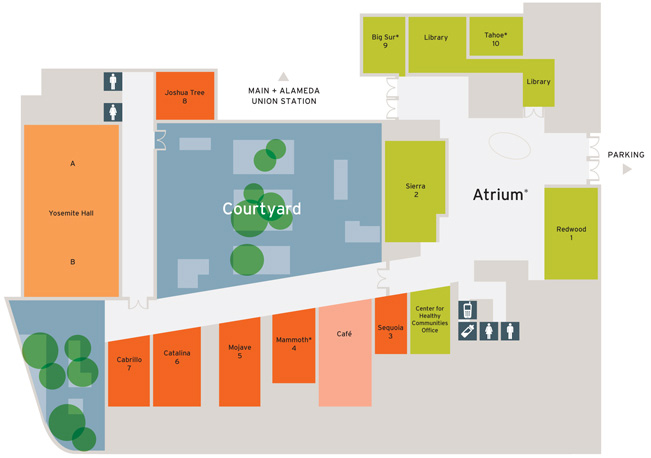 Big Sur*
9
Library
Tahoe*
10
Library
Joshua Tree
8
MAIN + ALAMEDA
UNION STATION
PARKING
A
Yosemite Hall
B
Courtyard
Sierra
2
Atrium*
Redwood
1
Cabrillo
7
Catalina
6
Mojave
5
Mammoth*
4
Café
Sequoia
3
Center for
Healthy
Communities
Office